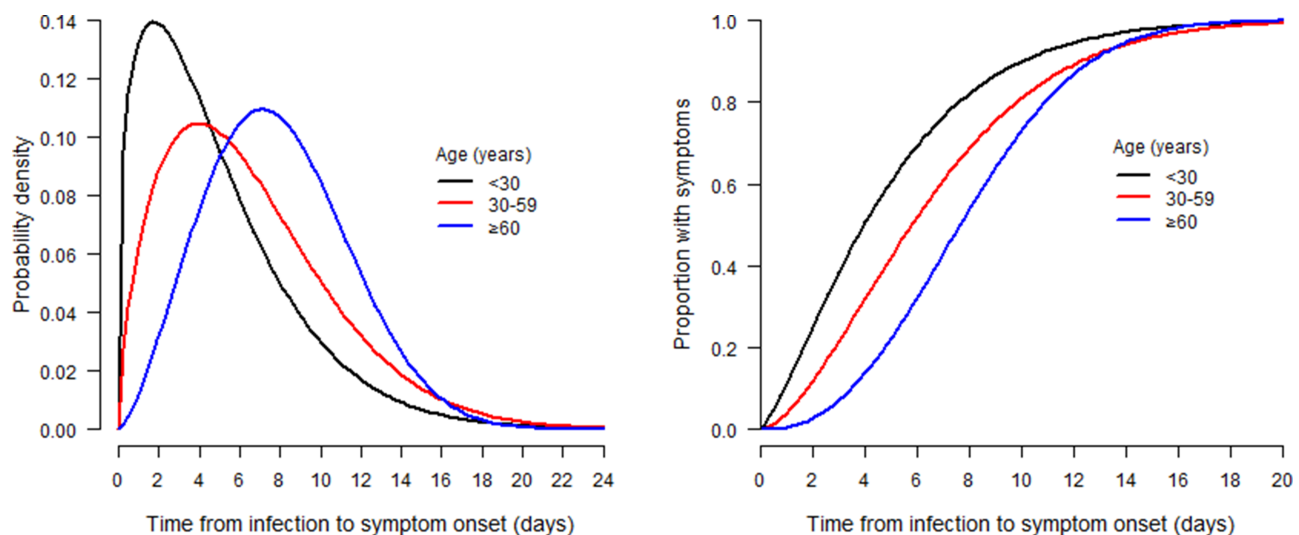 0.14
0.12
0.10
0.08
0.06
0.04
0.02
0.00
Probability density
Age (years)
<30
30-59
≥60
0 2 4 6 8 10 12 14 16 18 20 22 24
Time from infection to symptom onset (days)
1.0
0.8
0.6
0.4
0.2
0.0
Proportion with symptoms
Age (years)
<30
30-59
≥60
0 2 4 6 8 10 12 14 16 18 20
Time from infection to symptom onset (days)